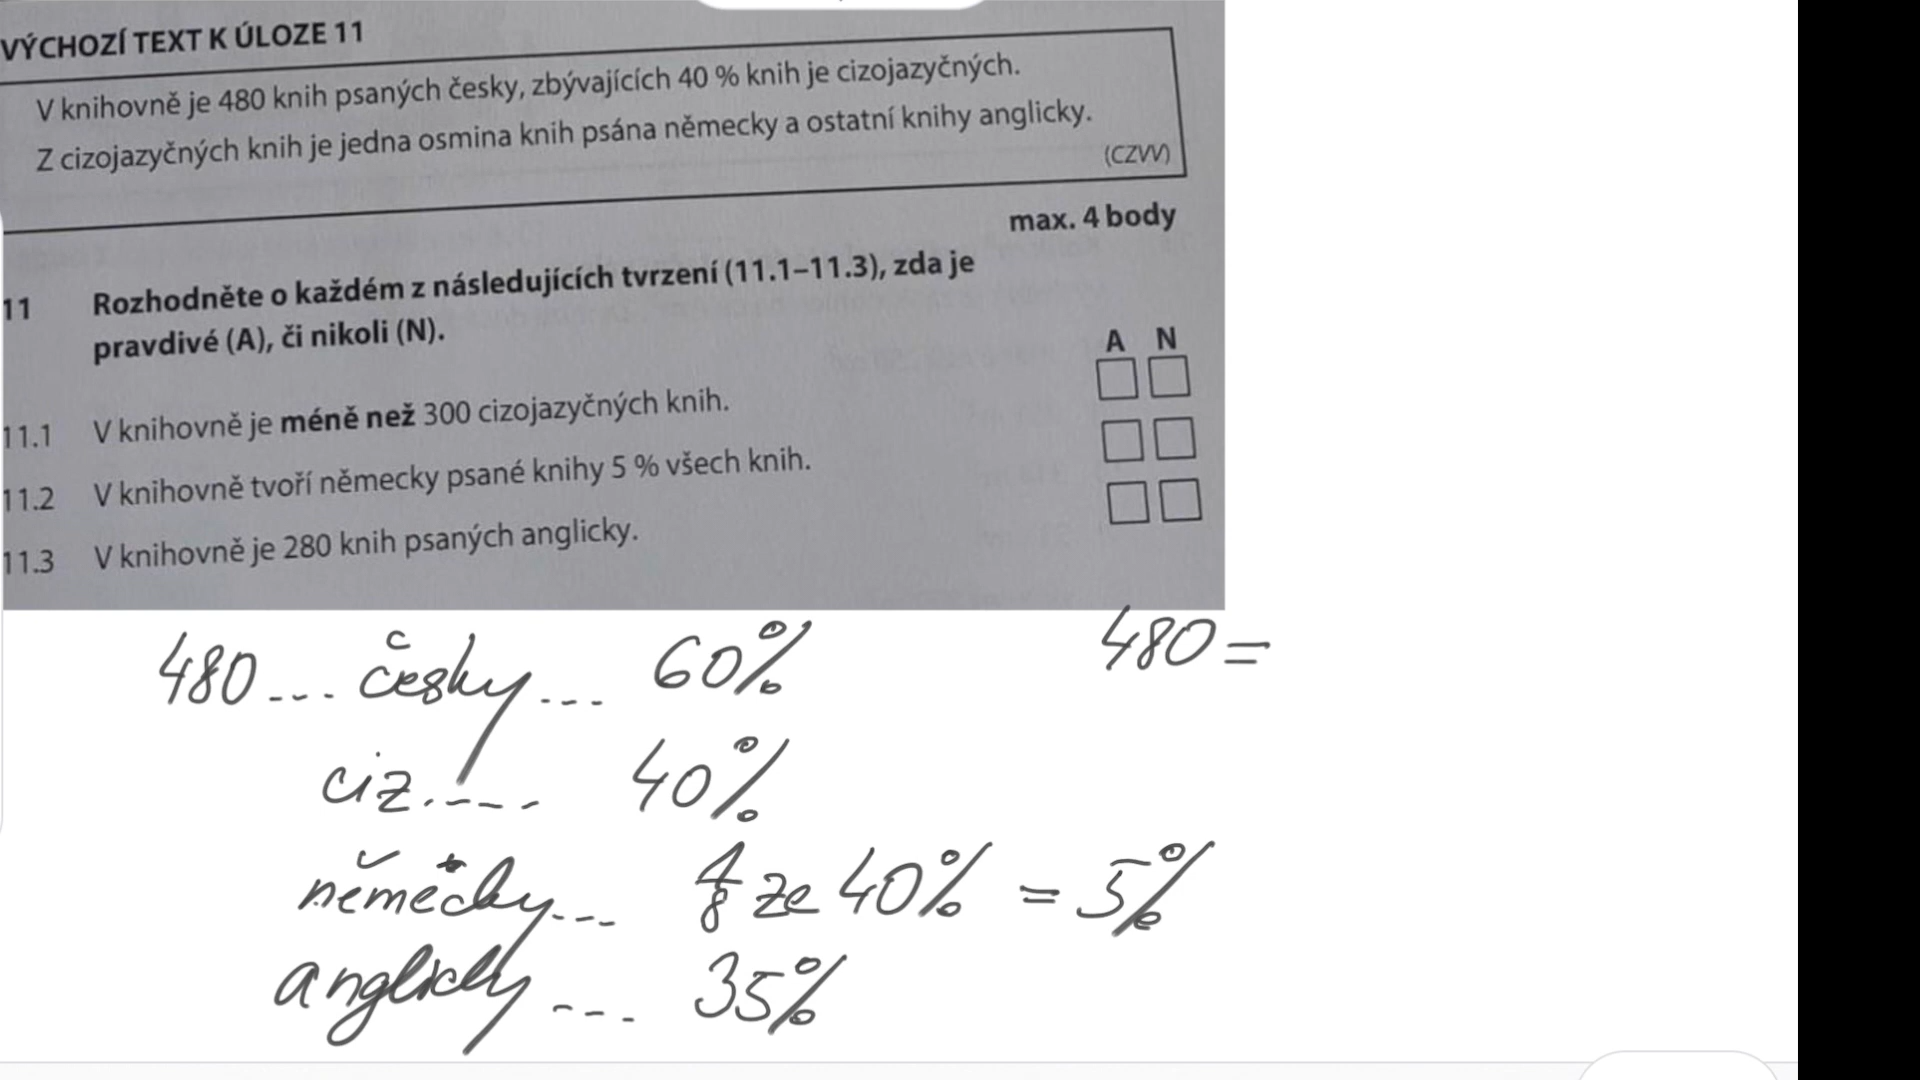 VÝCHOZÍ TEXT K ÚLOZE 11
V knihovně je 480 knih psaných česky, zbývajících 40 % knih je cizojazyčných.
Z cizojazyčných knih je jedna osmina knih psána německy a ostatní knihy anglicky.
(CZVV)
max. 4 body
11 Rozhodněte o každém z následujících tvrzení (11.1–11.3), zda je
pravdivé (A), či nikoli (N).
A N
11.1 V knihovně je méně než 300 cizojazyčných knih.
11.2 V knihovně tvoří německy psané knihy 5 % všech knih.
11.3 V knihovně je 280 knih psaných anglicky.
480 =
480 ... česky ... 60%
ciz. ---- 40%
německy ... 1/8 ze 40% = 5%
anglicky ... 35%